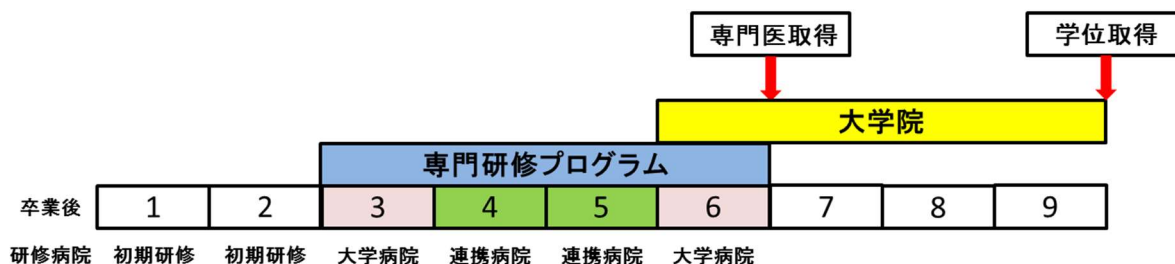 専門医取得 学位取得
大学院
専門研修プログラム
卒業後 1 2 3 4 5 6 7 8 9
研修病院 初期研修 初期研修 大学病院 連携病院 連携病院 大学病院